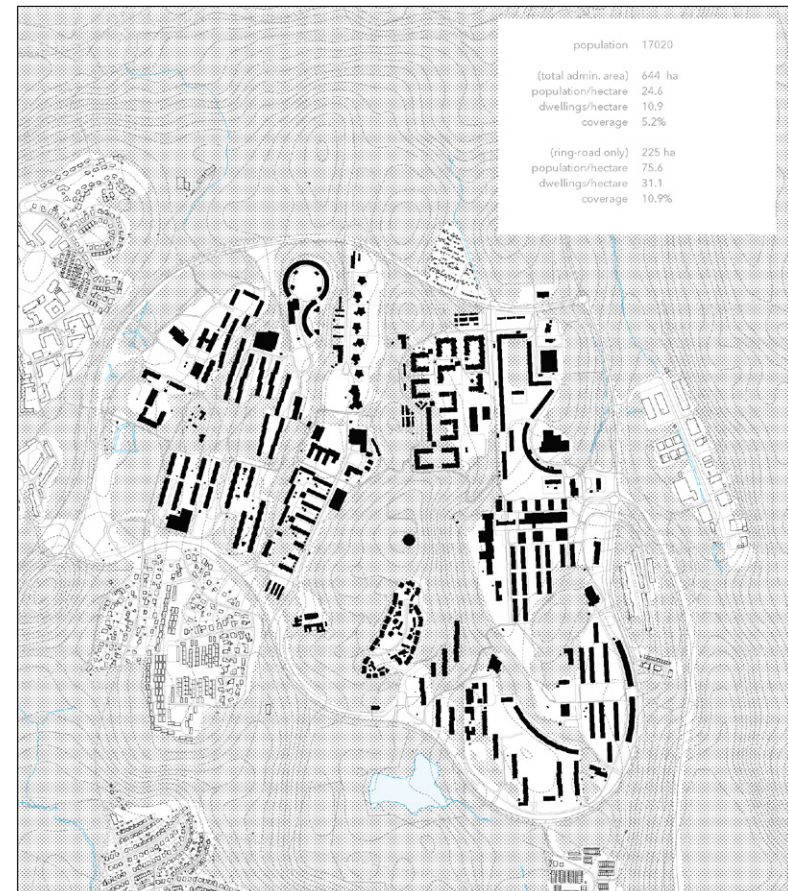 population 17020
(total admin. area) 644 ha
population/hectare 24.6
dwellings/hectare 10.9
coverage 5.2%
(ring-road only) 225 ha
population/hectare 75.6
dwellings/hectare 31.1
coverage 10.9%